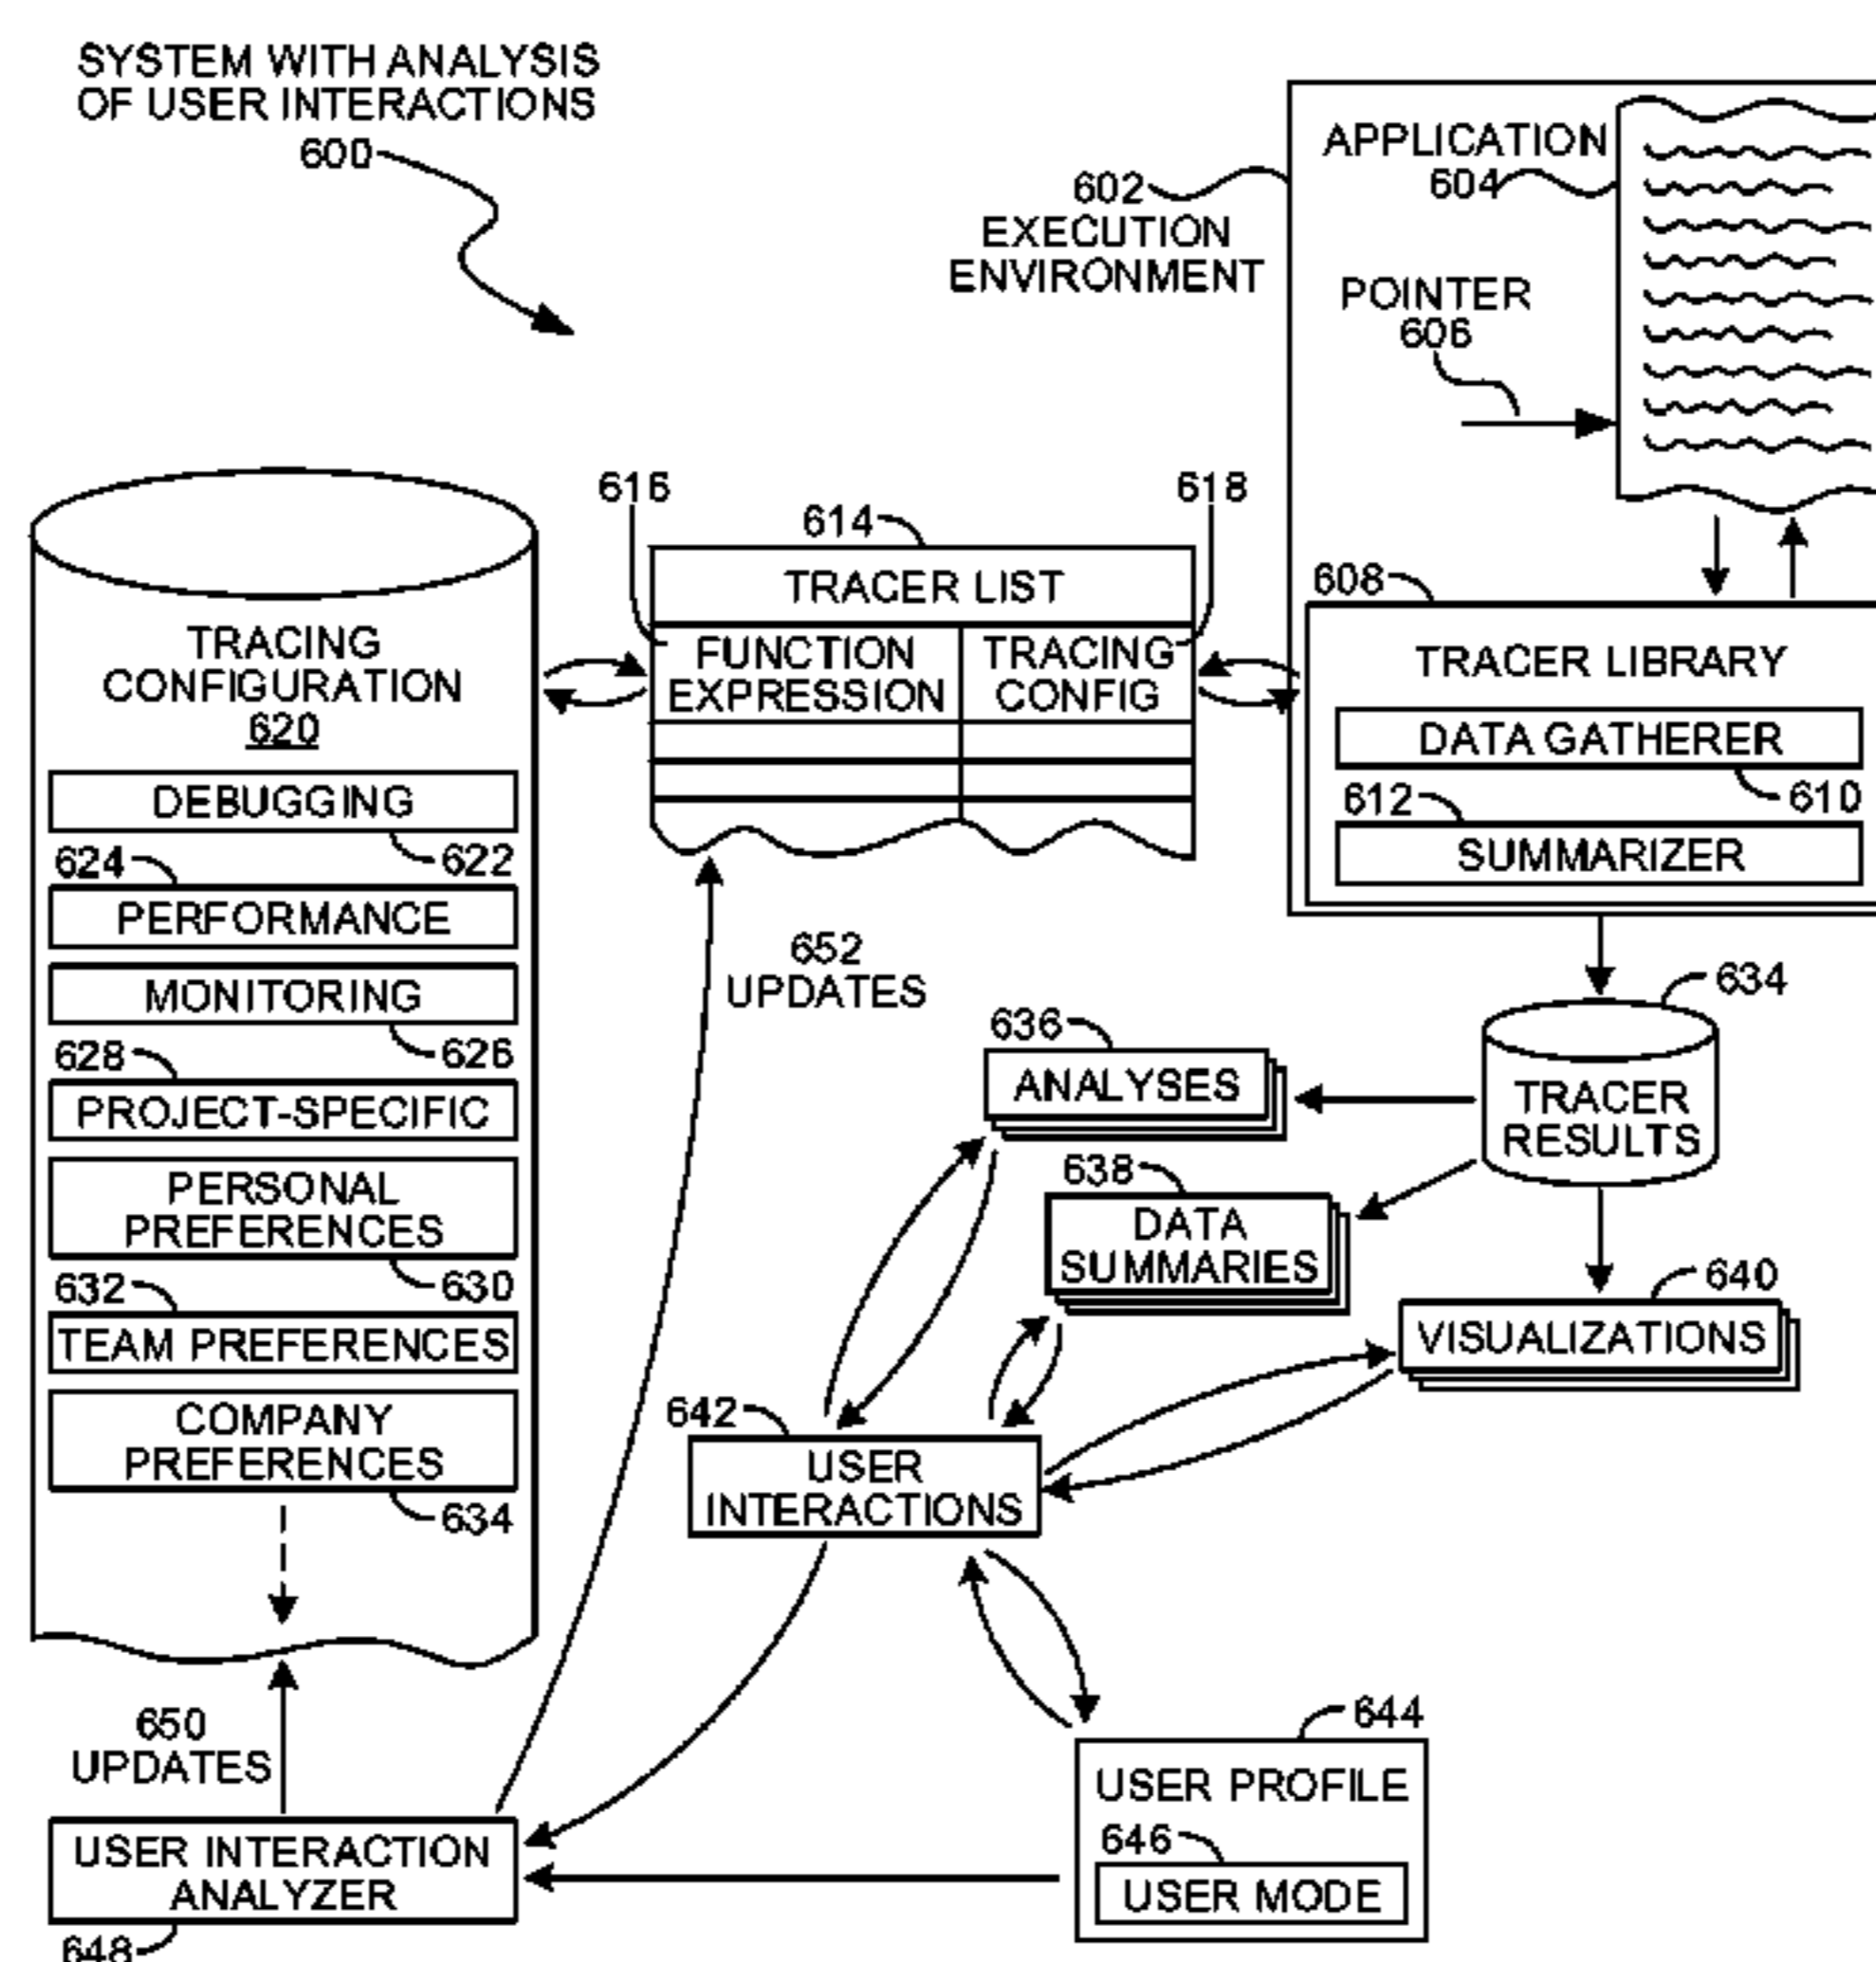 SYSTEM WITH ANALYSIS
OF USER INTERACTIONS
600
602
EXECUTION
ENVIRONMENT
APPLICATION
604
POINTER
606
616
614
618
TRACER LIST
FUNCTION
EXPRESSION
TRACING
CONFIG
608
TRACER LIBRARY
DATA GATHERER
610
612
SUMMARIZER
TRACING
CONFIGURATION
620
DEBUGGING
622
624
PERFORMANCE
MONITORING
626
628
PROJECT-SPECIFIC
PERSONAL
PREFERENCES
630
632
TEAM PREFERENCES
COMPANY
PREFERENCES
634
652
UPDATES
634
TRACER
RESULTS
636
ANALYSES
638
DATA
SUMMARIES
640
VISUALIZATIONS
642
USER
INTERACTIONS
644
USER PROFILE
646
USER MODE
650
UPDATES
USER INTERACTION
ANALYZER
648